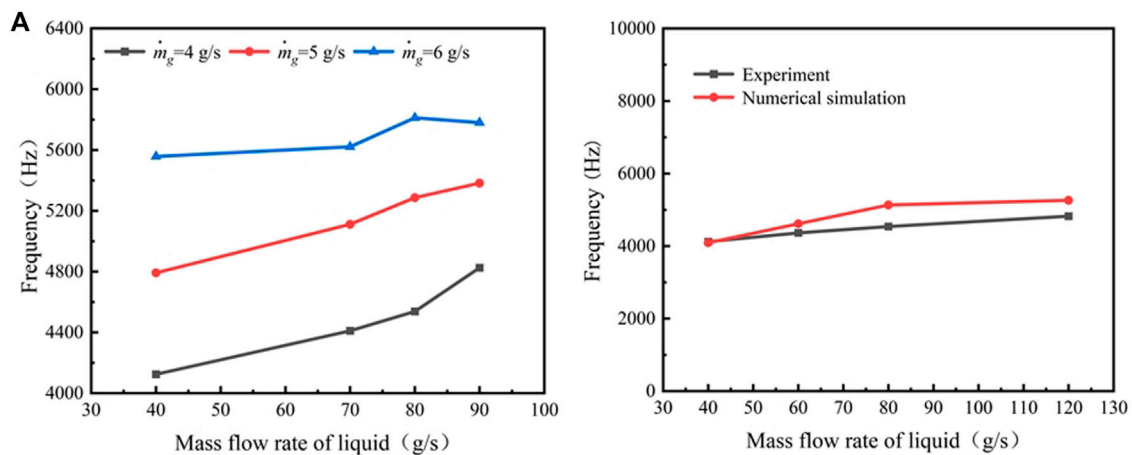 A
ṁg=4 g/s ṁg=5 g/s ṁg=6 g/s
6400
6000
5600
5200
4800
4400
4000
Frequency（Hz）
30 40 50 60 70 80 90 100
Mass flow rate of liquid（g/s）
Experiment
Numerical simulation
10000
8000
6000
4000
2000
0
Frequency (Hz)
30 40 50 60 70 80 90 100 110 120 130
Mass flow rate of liquid（g/s）